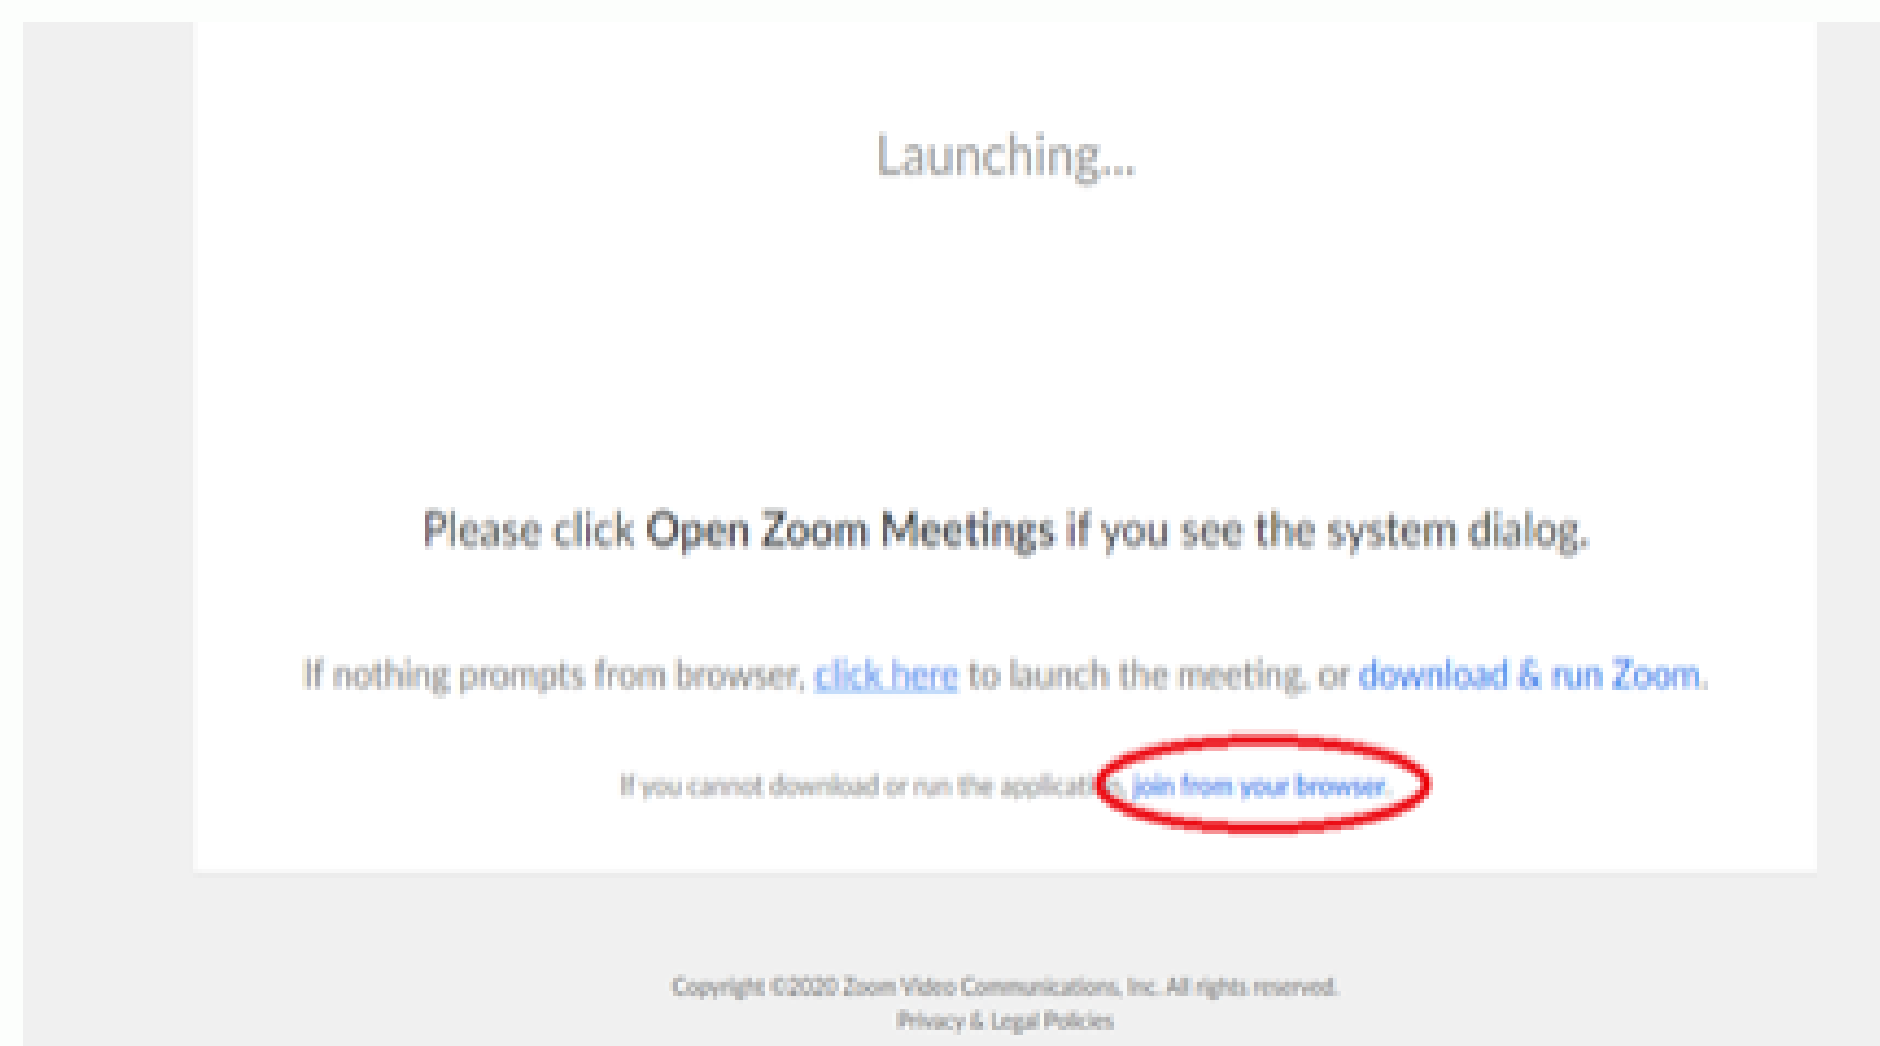 Launching...
Please click Open Zoom Meetings if you see the system dialog.
If nothing prompts from browser, click here to launch the meeting, or download & run Zoom.
If you cannot download or run the applicati , join from your browser.
Copyright ©2020 Zoom Video Communications, Inc. All rights reserved.
Privacy & Legal Policies